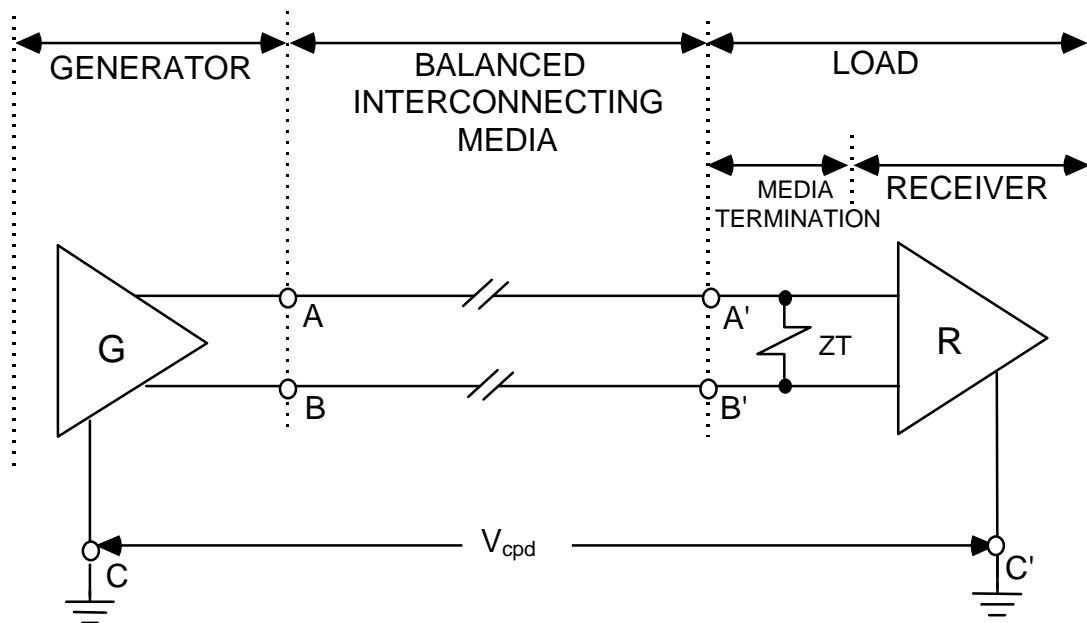 GENERATOR
BALANCED
INTERCONNECTING
MEDIA
LOAD
MEDIA
TERMINATION
RECEIVER
G
A
B
A'
B'
ZT
R
Vcpd
C
C'